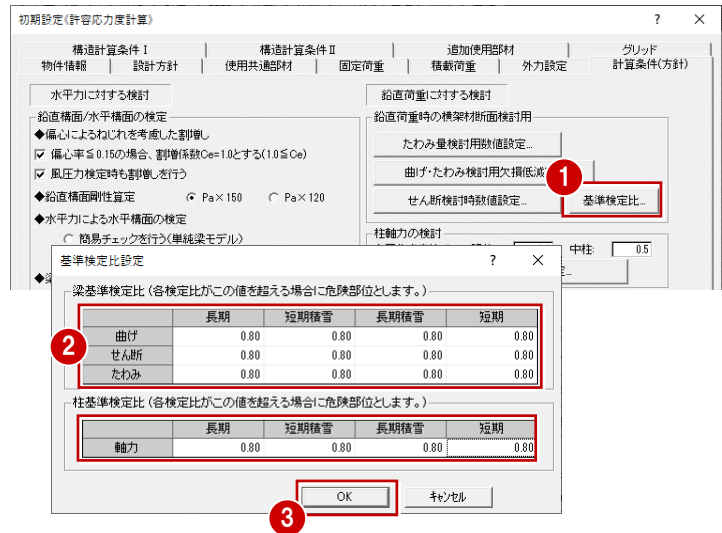 初期設定《許容応力度計算》
? ×
構造計算条件Ⅰ 構造計算条件Ⅱ 追加使用部材 グリッド
物件情報 設計方針 使用共通部材 固定荷重 積載荷重 外力設定 計算条件(方針)
水平力に対する検討
鉛直構面/水平構面の検定
◆偏心によるねじれを考慮した割増し
偏心率≦0.15の場合、割増係数Ce=1.0とする(1.0≦Ce)
風圧力検定時も割増しを行う
◆鉛直構面剛性算定 Pa×150 Pa×120
◆水平力による水平構面の検定
簡易チェックを行う(単純梁モデル)
鉛直荷重に対する検討
鉛直荷重時の横架材断面検討用
たわみ量検討用数値設定...
曲げ・たわみ検討用欠損低減
1
せん断検討時数値設定...
基準検定比...
柱軸力の検討
中柱: 0.5
基準検定比設定
? ×
梁基準検定比 (各検定比がこの値を超える場合に危険部位とします。)
2
長期 短期積雪 長期積雪 短期
曲げ 0.80 0.80 0.80 0.80
せん断 0.80 0.80 0.80 0.80
たわみ 0.80 0.80 0.80 0.80
柱基準検定比 (各検定比がこの値を超える場合に危険部位とします。)
長期 短期積雪 長期積雪 短期
軸力 0.80 0.80 0.80 0.80
3
OK キャンセル